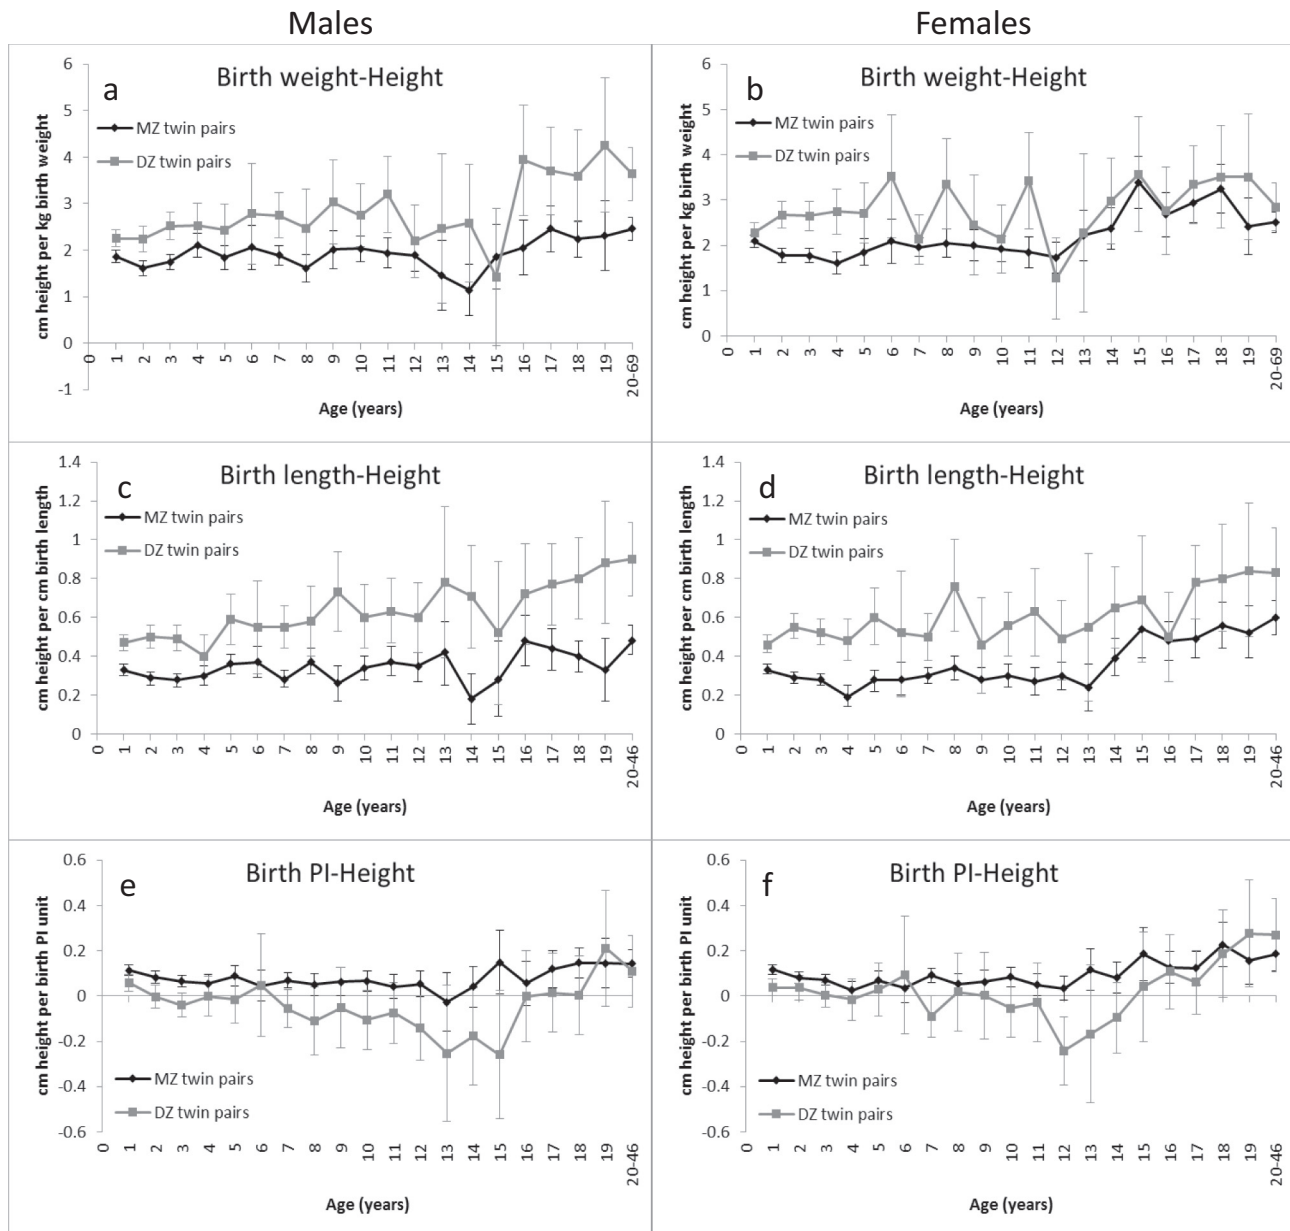 Males
Females
a
Birth weight-Height
MZ twin pairs
DZ twin pairs
cm height per kg birth weight
6
5
4
3
2
1
0
-1
0 1 2 3 4 5 6 7 8 9 10 11 12 13 14 15 16 17 18 19 20-69
Age (years)
b
Birth weight-Height
MZ twin pairs
DZ twin pairs
cm height per kg birth weight
6
5
4
3
2
1
0
0 1 2 3 4 5 6 7 8 9 10 11 12 13 14 15 16 17 18 19 20-69
Age (years)
c
Birth length-Height
MZ twin pairs
DZ twin pairs
cm height per cm birth length
1.4
1.2
1
0.8
0.6
0.4
0.2
0
0 1 2 3 4 5 6 7 8 9 10 11 12 13 14 15 16 17 18 19 20-46
Age (years)
d
Birth length-Height
MZ twin pairs
DZ twin pairs
cm height per cm birth length
1.4
1.2
1
0.8
0.6
0.4
0.2
0
0 1 2 3 4 5 6 7 8 9 10 11 12 13 14 15 16 17 18 19 20-46
Age (years)
e
Birth PI-Height
cm height per birth PI unit
0.6
0.4
0.2
0
-0.2
-0.4
-0.6
MZ twin pairs
DZ twin pairs
0 1 2 3 4 5 6 7 8 9 10 11 12 13 14 15 16 17 18 19 20-46
Age (years)
f
Birth PI-Height
cm height per birth PI unit
0.6
0.4
0.2
0
-0.2
-0.4
-0.6
MZ twin pairs
DZ twin pairs
0 1 2 3 4 5 6 7 8 9 10 11 12 13 14 15 16 17 18 19 20-46
Age (years)